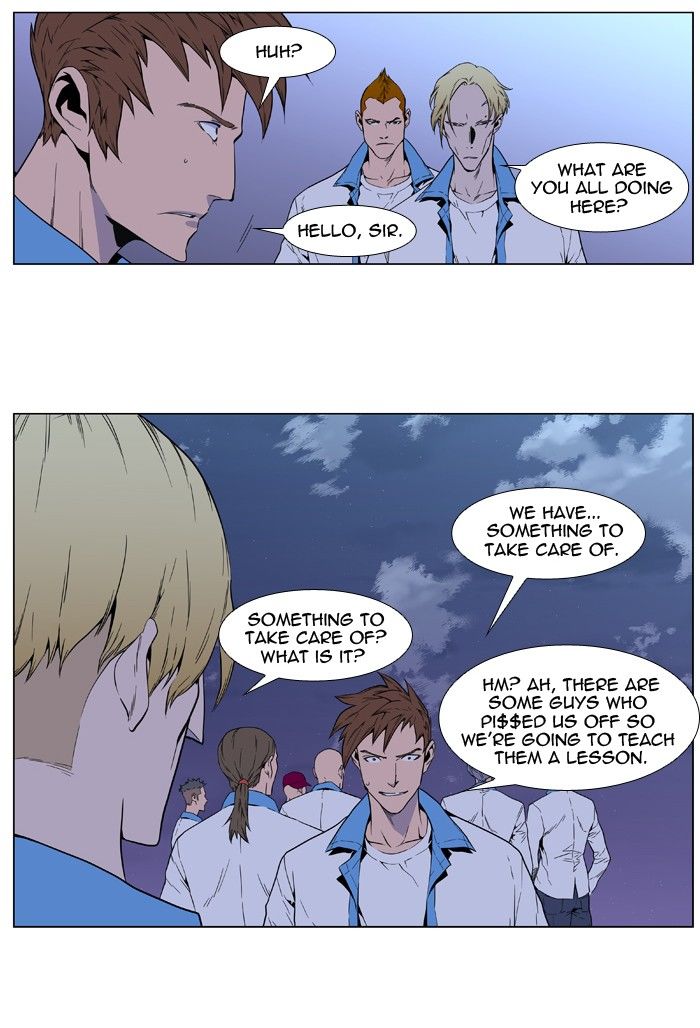 HUH?
WHAT ARE
YOU ALL DOING
HERE?
HELLO, SIR.
WE HAVE...
SOMETHING TO
TAKE CARE OF.
SOMETHING TO
TAKE CARE OF?
WHAT IS IT?
HM? AH, THERE ARE
SOME GUYS WHO
PI$$ED US OFF SO
WE'RE GOING TO TEACH
THEM A LESSON.